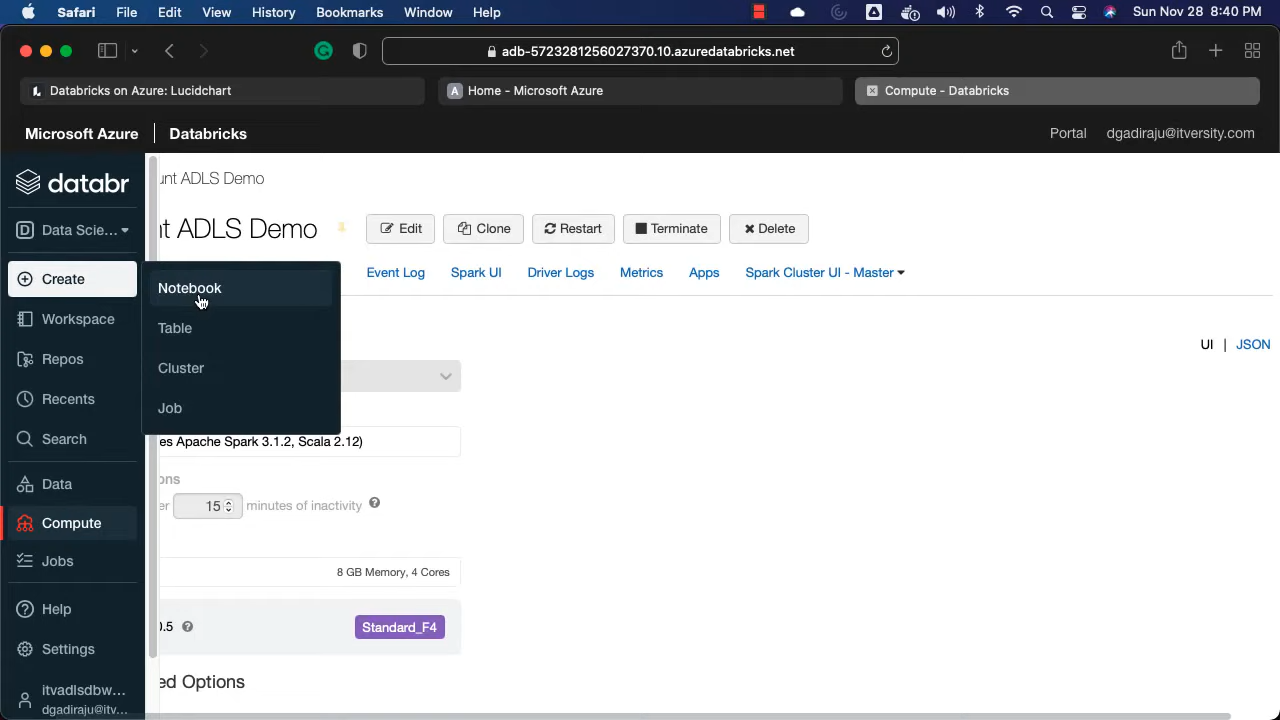 Safari File Edit View History Bookmarks Window Help Sun Nov 28 8:40 PM
adb-5723281256027370.10.azuredatabricks.net
Databricks on Azure: Lucidchart
A Home - Microsoft Azure
Compute - Databricks
Microsoft Azure Databricks Portal dgadiraju@itversity.com
databr
unt ADLS Demo
D Data Scie...
nt ADLS Demo
Edit Clone Restart Terminate Delete
Create
Event Log Spark UI Driver Logs Metrics Apps Spark Cluster UI - Master
Notebook
Workspace
Table
UI | JSON
Repos
Cluster
Recents
Job
Search
es Apache Spark 3.1.2, Scala 2.12)
Data
ons
er 15 minutes of inactivity ?
Compute
Jobs
8 GB Memory, 4 Cores
Help
0.5 ? Standard_F4
Settings
ed Options
itvadlsdbw...
dgadiraju@itv...